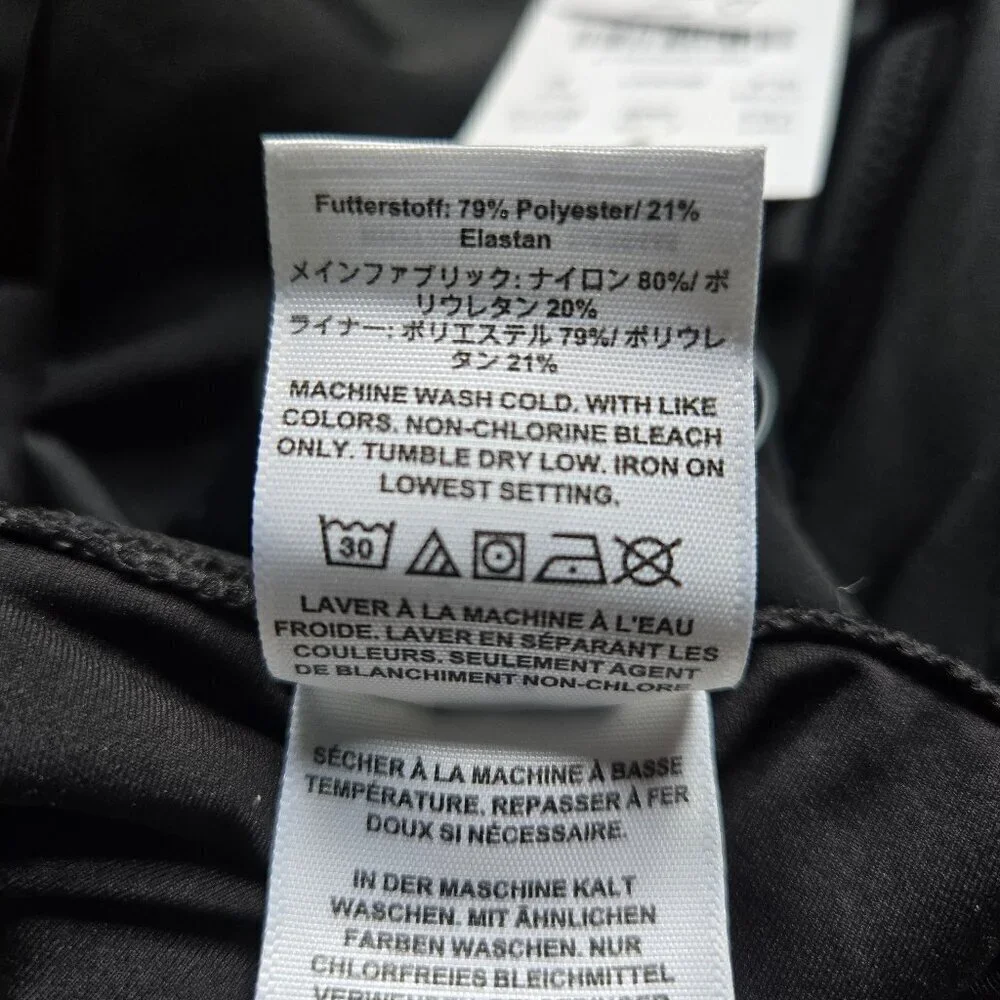 Futterstoff: 79% Polyester/ 21%
Elastan
メインファブリック: ナイロン 80%/ ポ
リウレタン 20%
ライナー: ポリエステル 79%/ ポリウレ
タン 21%
MACHINE WASH COLD. WITH LIKE
COLORS. NON-CHLORINE BLEACH
ONLY. TUMBLE DRY LOW. IRON ON
LOWEST SETTING.
30
LAVER À LA MACHINE À L'EAU
FROIDE. LAVER EN SÉPARANT LES
COULEURS. SEULEMENT AGENT
DE BLANCHIMENT NON-CHLORE
SÉCHER À LA MACHINE À BASSE
TEMPÉRATURE. REPASSER À FER
DOUX SI NÉCESSAIRE.
IN DER MASCHINE KALT
WASCHEN. MIT ÄHNLICHEN
FARBEN WASCHEN. NUR
CHLORFREIES BLEICHMITTEL